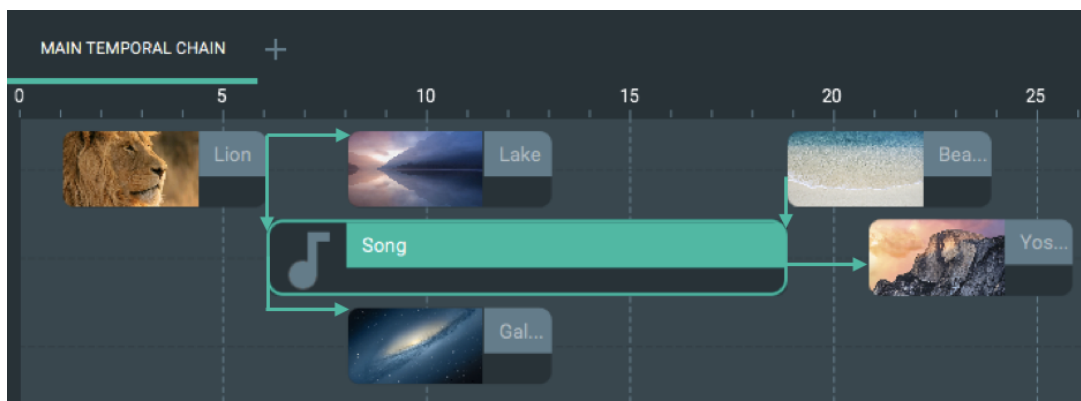 MAIN TEMPORAL CHAIN +
0 5 10 15 20 25
Lion Lake Bea...
Song Yos...
Gal...